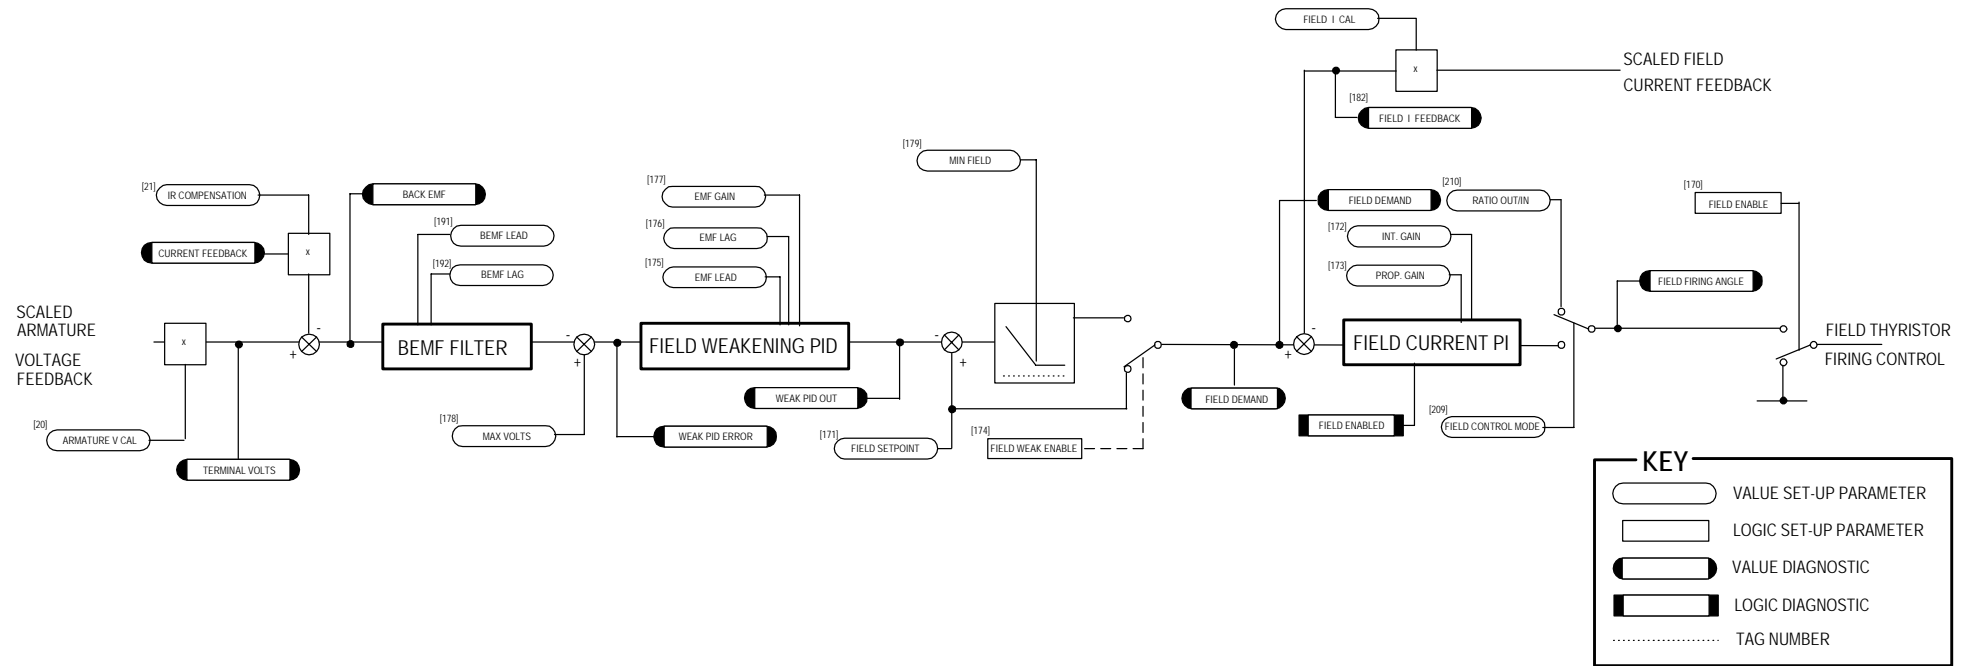 FIELD I CAL
x
SCALED FIELD
CURRENT FEEDBACK
[182]
FIELD I FEEDBACK
[179]
MIN FIELD
[21]
IR COMPENSATION
BACK EMF
[177]
EMF GAIN
FIELD DEMAND
[210]
RATIO OUT/IN
[170]
FIELD ENABLE
[191]
BEMF LEAD
[176]
EMF LAG
[172]
INT. GAIN
CURRENT FEEDBACK
x
[192]
BEMF LAG
[175]
EMF LEAD
[173]
PROP. GAIN
FIELD FIRING ANGLE
SCALED
ARMATURE
VOLTAGE
FEEDBACK
x
-
+
BEMF FILTER
-
+
FIELD WEAKENING PID
-
+
-
+
FIELD CURRENT PI
FIELD THYRISTOR
FIRING CONTROL
WEAK PID OUT
FIELD DEMAND
[20]
ARMATURE V CAL
TERMINAL VOLTS
[178]
MAX VOLTS
WEAK PID ERROR
[171]
FIELD SETPOINT
[174]
FIELD WEAK ENABLE
FIELD ENABLED
[209]
FIELD CONTROL MODE
KEY
VALUE SET-UP PARAMETER
LOGIC SET-UP PARAMETER
VALUE DIAGNOSTIC
LOGIC DIAGNOSTIC
TAG NUMBER